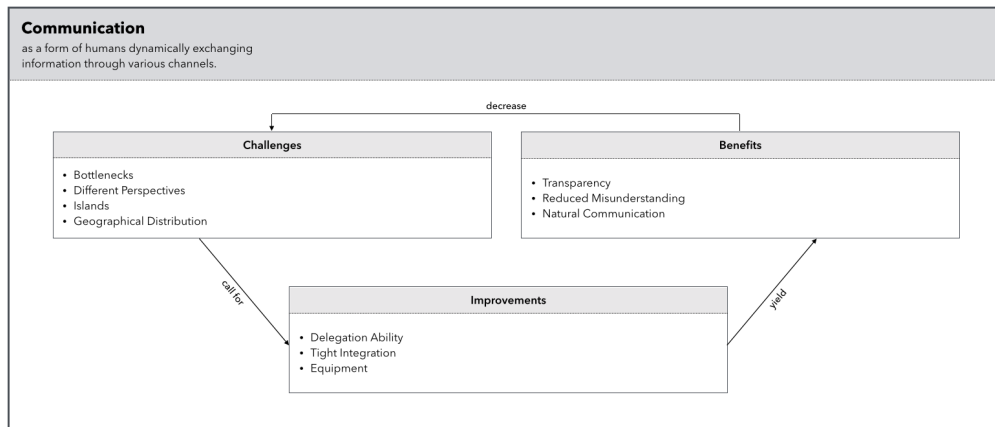 Communication
as a form of humans dynamically exchanging
information through various channels.
decrease
Challenges
• Bottlenecks
• Different Perspectives
• Islands
• Geographical Distribution
Benefits
• Transparency
• Reduced Misunderstanding
• Natural Communication
call for
yield
Improvements
• Delegation Ability
• Tight Integration
• Equipment